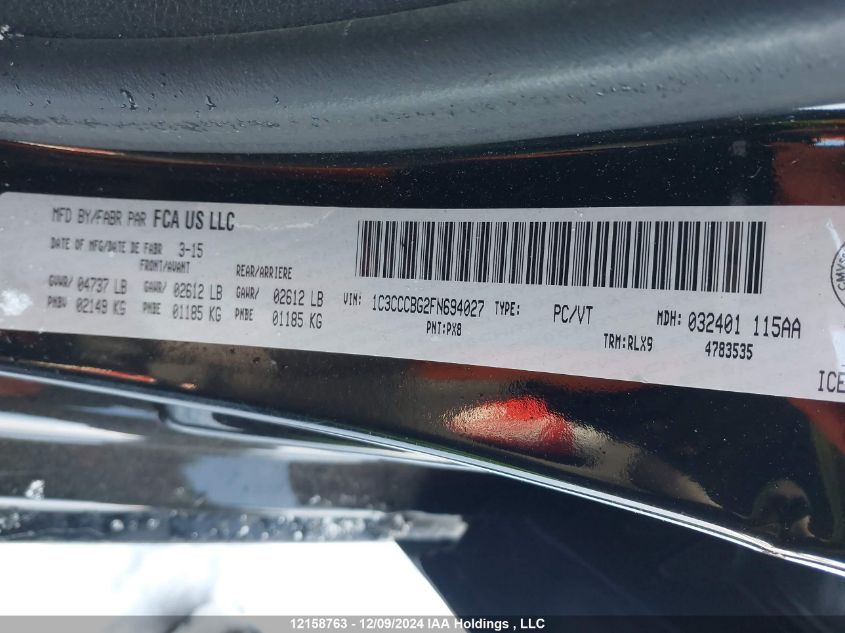 MFD BY/FABR PAR FCA US LLC
DATE OF MFG/DATE DE FABR 3-15
FRONT/AVANT REAR/ARRIERE
GVWR/ 04737 LB GAWR/ 02612 LB GAWR/ 02612 LB
PNBV 02149 KG PNBE 01185 KG PNBE 01185 KG
VIN: 1C3CCCBG2FN694027 TYPE: PC/VT MDH: 032401 115AA
PNT:PX8 TRM:RLX9 4783535
CMVSS
ICE
12158763 - 12/09/2024 IAA Holdings , LLC